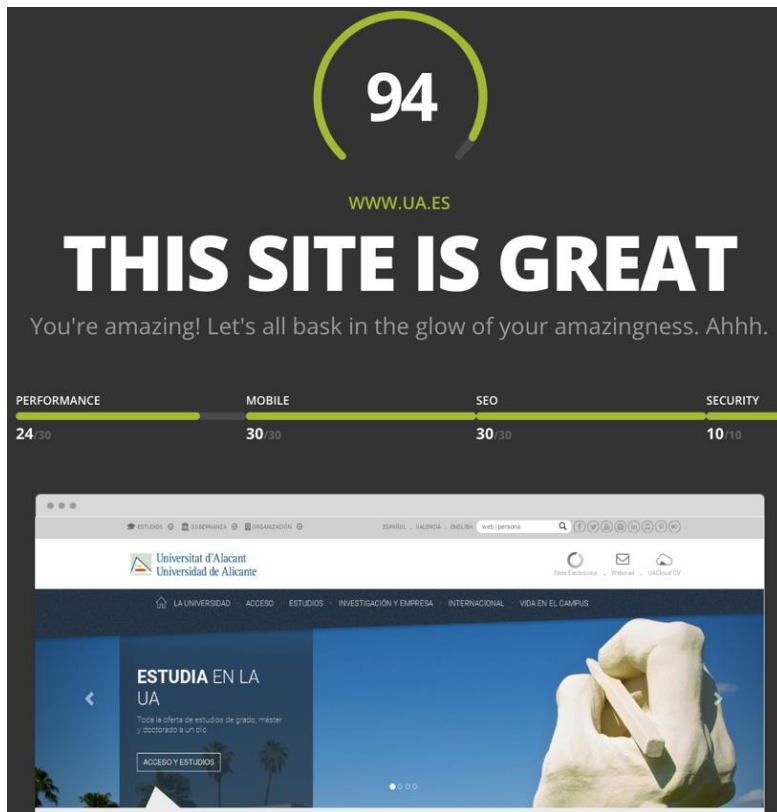 94
WWW.UA.ES
THIS SITE IS GREAT
You're amazing! Let's all bask in the glow of your amazingness. Ahhh.
PERFORMANCE MOBILE SEO SECURITY
24/30 30/30 30/30 10/10
ESTUDIOS GOBERNANZA ORGANIZACIÓN ESPAÑOL . VALENCIÀ . ENGLISH web | persona
Universitat d'Alacant
Universidad de Alicante
Sede Electrónica . Webmail . UACloud CV
LA UNIVERSIDAD ACCESO ESTUDIOS INVESTIGACIÓN Y EMPRESA INTERNACIONAL VIDA EN EL CAMPUS
ESTUDIA EN LA
UA
Toda la oferta de estudios de grado, máster
y doctorado a un clic
ACCESO Y ESTUDIOS